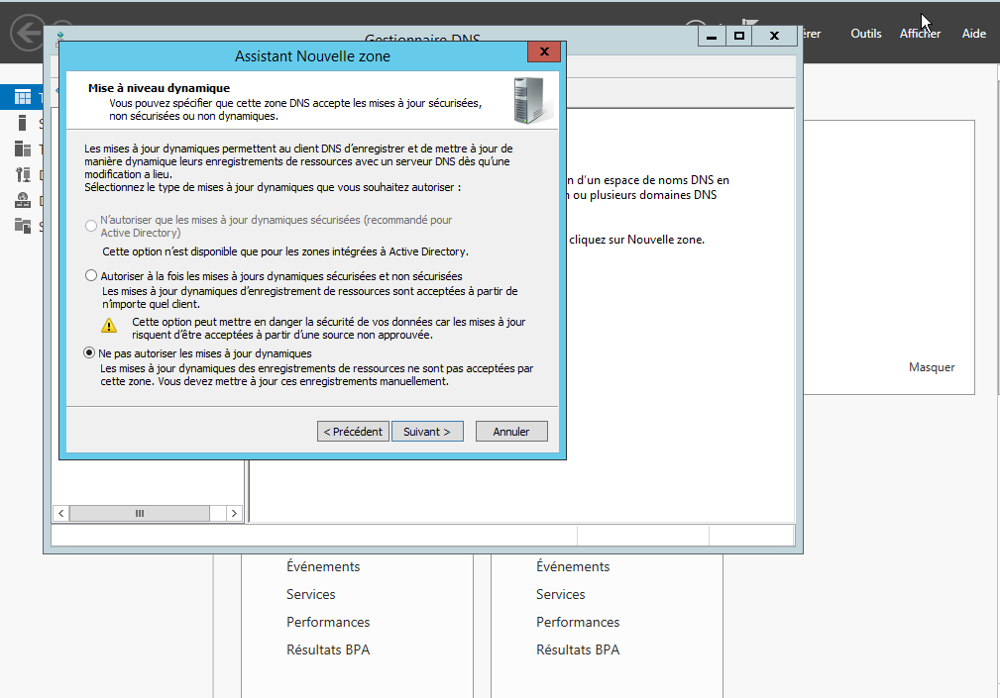 Gestionnaire DNS
érer
Outils
Afficher
Aide
Assistant Nouvelle zone
Mise à niveau dynamique
Vous pouvez spécifier que cette zone DNS accepte les mises à jour sécurisées,
non sécurisées ou non dynamiques.
Les mises à jour dynamiques permettent au client DNS d'enregistrer et de mettre à jour de
manière dynamique leurs enregistrements de ressources avec un serveur DNS dès qu'une
modification a lieu.
Sélectionnez le type de mises à jour dynamiques que vous souhaitez autoriser :
N'autoriser que les mises à jour dynamiques sécurisées (recommandé pour
Active Directory)
Cette option n'est disponible que pour les zones intégrées à Active Directory.
Autoriser à la fois les mises à jours dynamiques sécurisées et non sécurisées
Les mises à jour dynamiques d'enregistrement de ressources sont acceptées à partir de
n'importe quel client.
Cette option peut mettre en danger la sécurité de vos données car les mises à jour
risquent d'être acceptées à partir d'une source non approuvée.
Ne pas autoriser les mises à jour dynamiques
Les mises à jour dynamiques des enregistrements de ressources ne sont pas acceptées par
cette zone. Vous devez mettre à jour ces enregistrements manuellement.
< Précédent
Suivant >
Annuler
n d'un espace de noms DNS en
ou plusieurs domaines DNS
cliquez sur Nouvelle zone.
Masquer
Événements
Services
Performances
Résultats BPA
Événements
Services
Performances
Résultats BPA